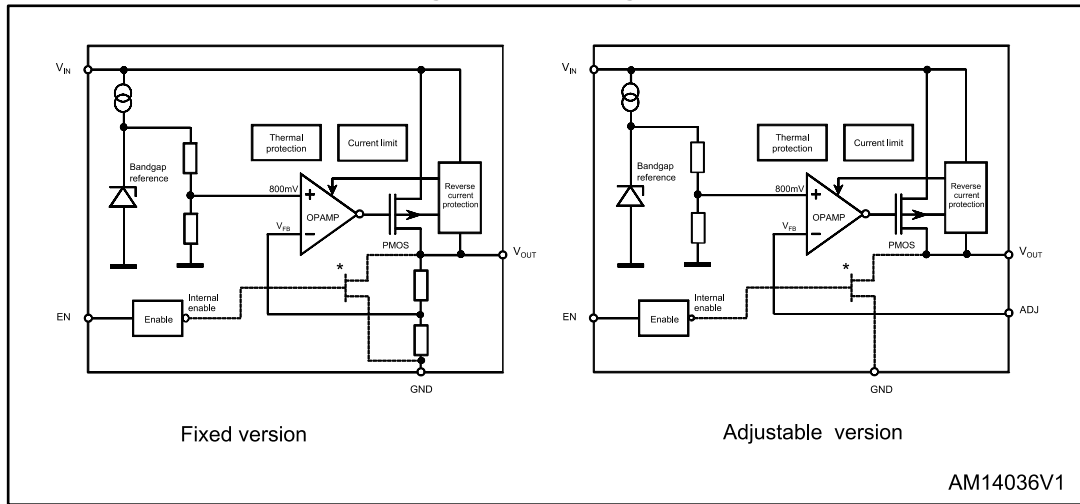 VIN
Thermal
protection
Current limit
Bandgap
reference
800mV
+
OPAMP
VFB
−
Reverse
current
protection
PMOS
VOUT
*
Internal
enable
EN
Enable
GND
Fixed version
VIN
Thermal
protection
Current limit
Bandgap
reference
800mV
+
OPAMP
VFB
−
Reverse
current
protection
PMOS
VOUT
*
Internal
enable
EN
Enable
ADJ
GND
Adjustable version
AM14036V1